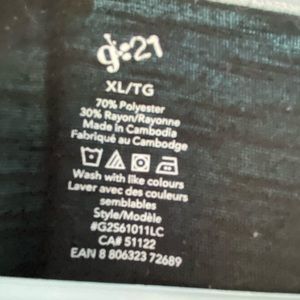 g:21
XL/TG
70% Polyester
30% Rayon/Rayonne
Made in Cambodia
Fabriqué au Cambodge
Wash with like colours
Laver avec des couleurs
semblables
Style/Modèle
#G2S61011LC
CA# 51122
EAN 8 806323 72689